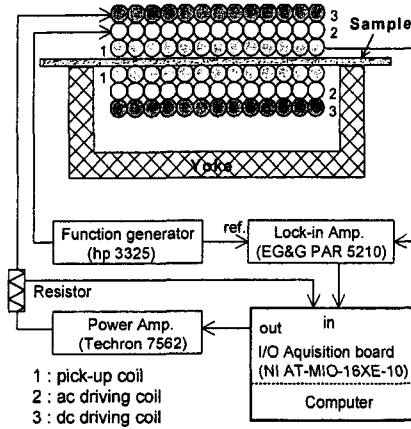 3
2
1
Sample
1
2
3
Yoke
Function generator
(hp 3325)
ref.
Lock-in Amp.
(EG&G PAR 5210)
Resistor
Power Amp.
(Techron 7562)
out
in
I/O Aquisition board
(NI AT-MIO-16XE-10)
Computer
1 : pick-up coil
2 : ac driving coil
3 : dc driving coil